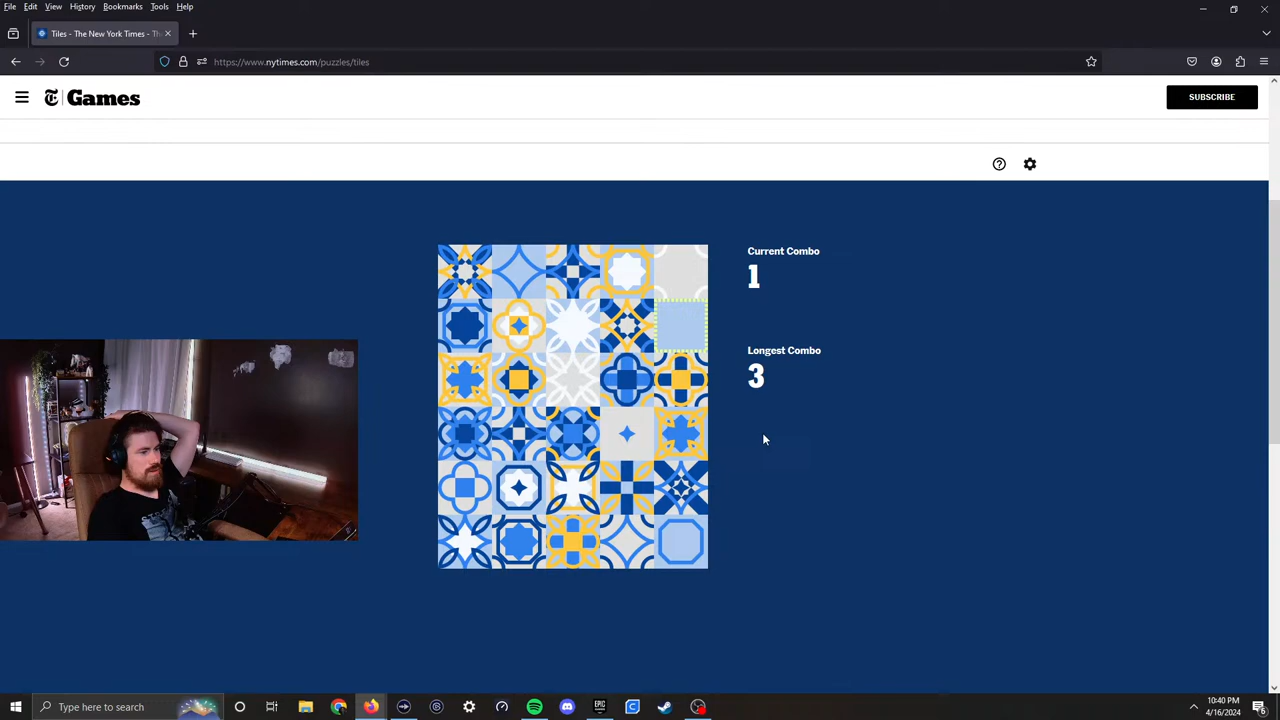 File Edit View History Bookmarks Tools Help
Tiles - The New York Times - Th
https://www.nytimes.com/puzzles/tiles
Games
SUBSCRIBE
Current Combo
1
Longest Combo
3
Type here to search
10:40 PM
4/16/2024